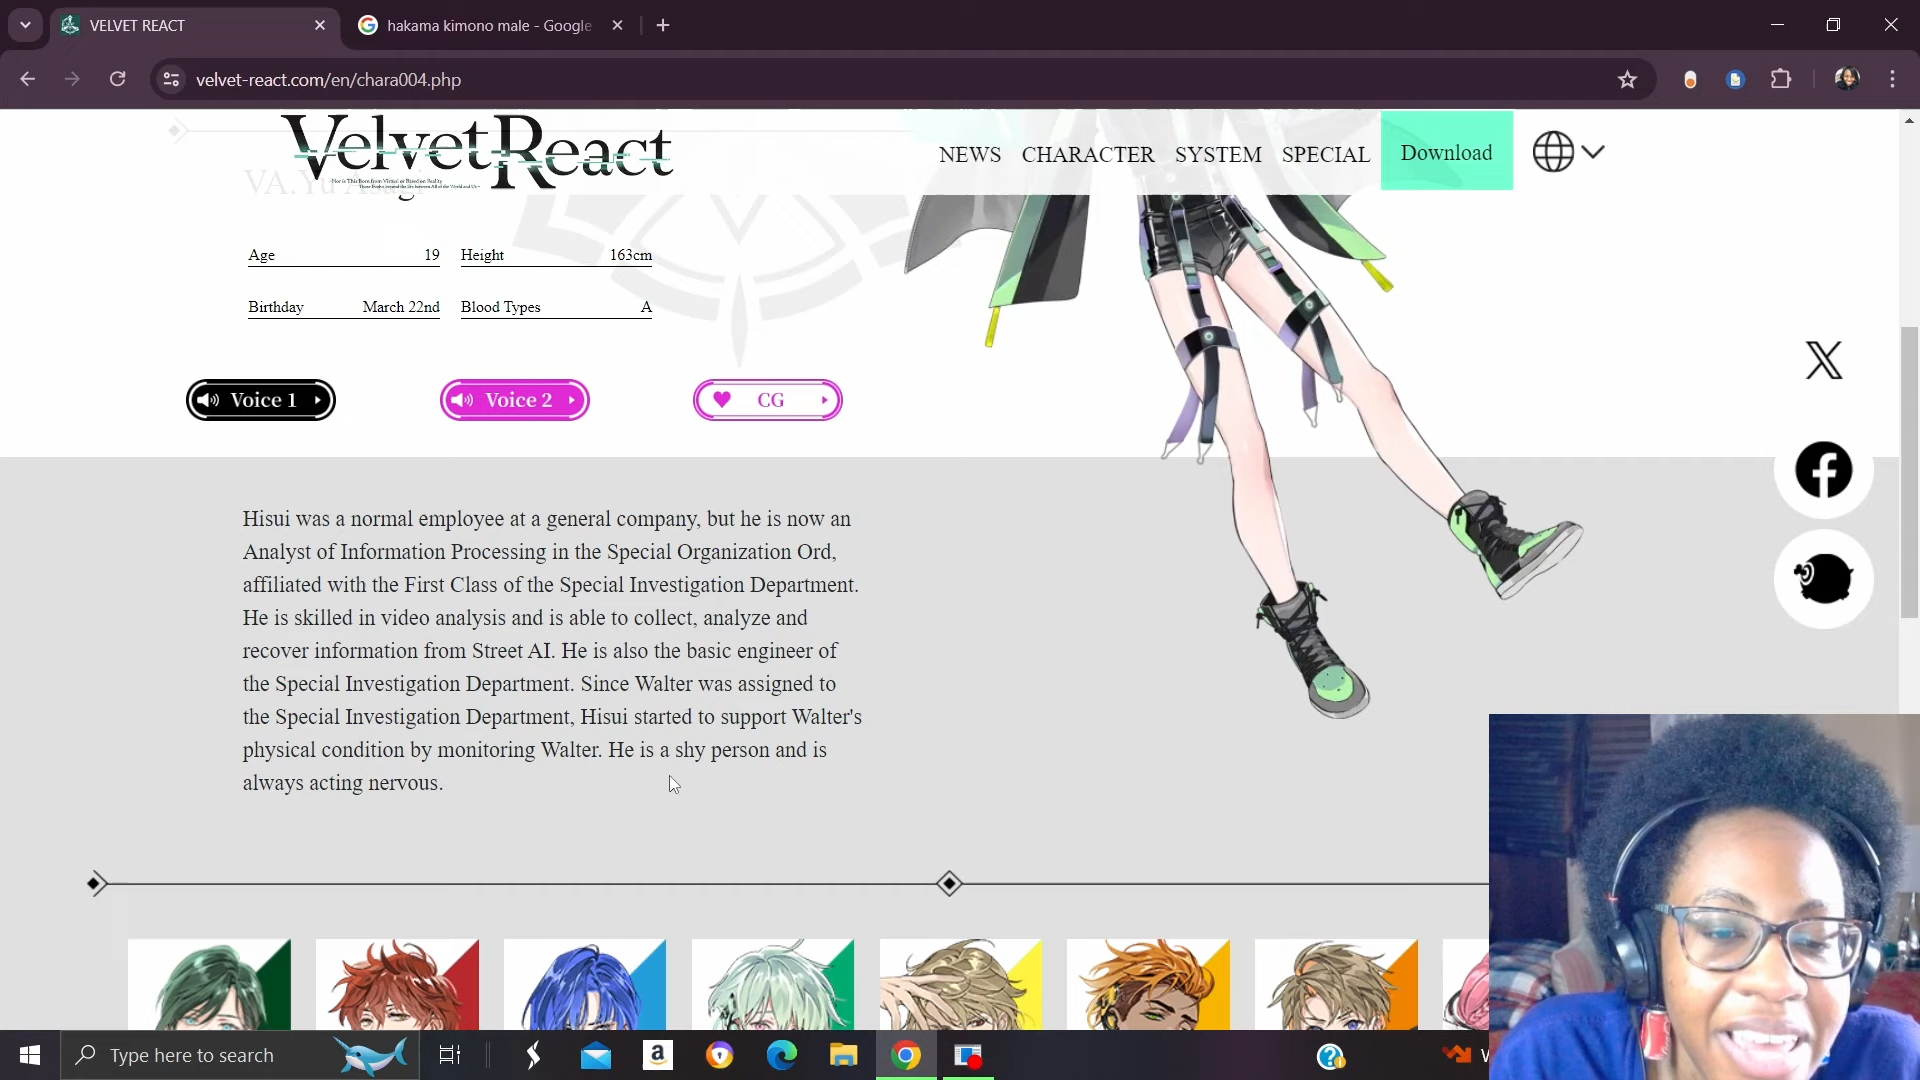 VELVET REACT
hakama kimono male - Google
velvet-react.com/en/chara004.php
VelvetReact
NEWS CHARACTER SYSTEM SPECIAL Download
VA.Yu Asagi
Age 19 Height 163cm
Birthday March 22nd Blood Types A
Voice 1 Voice 2 CG
Hisui was a normal employee at a general company, but he is now an
Analyst of Information Processing in the Special Organization Ord,
affiliated with the First Class of the Special Investigation Department.
He is skilled in video analysis and is able to collect, analyze and
recover information from Street AI. He is also the basic engineer of
the Special Investigation Department. Since Walter was assigned to
the Special Investigation Department, Hisui started to support Walter's
physical condition by monitoring Walter. He is a shy person and is
always acting nervous.
Type here to search